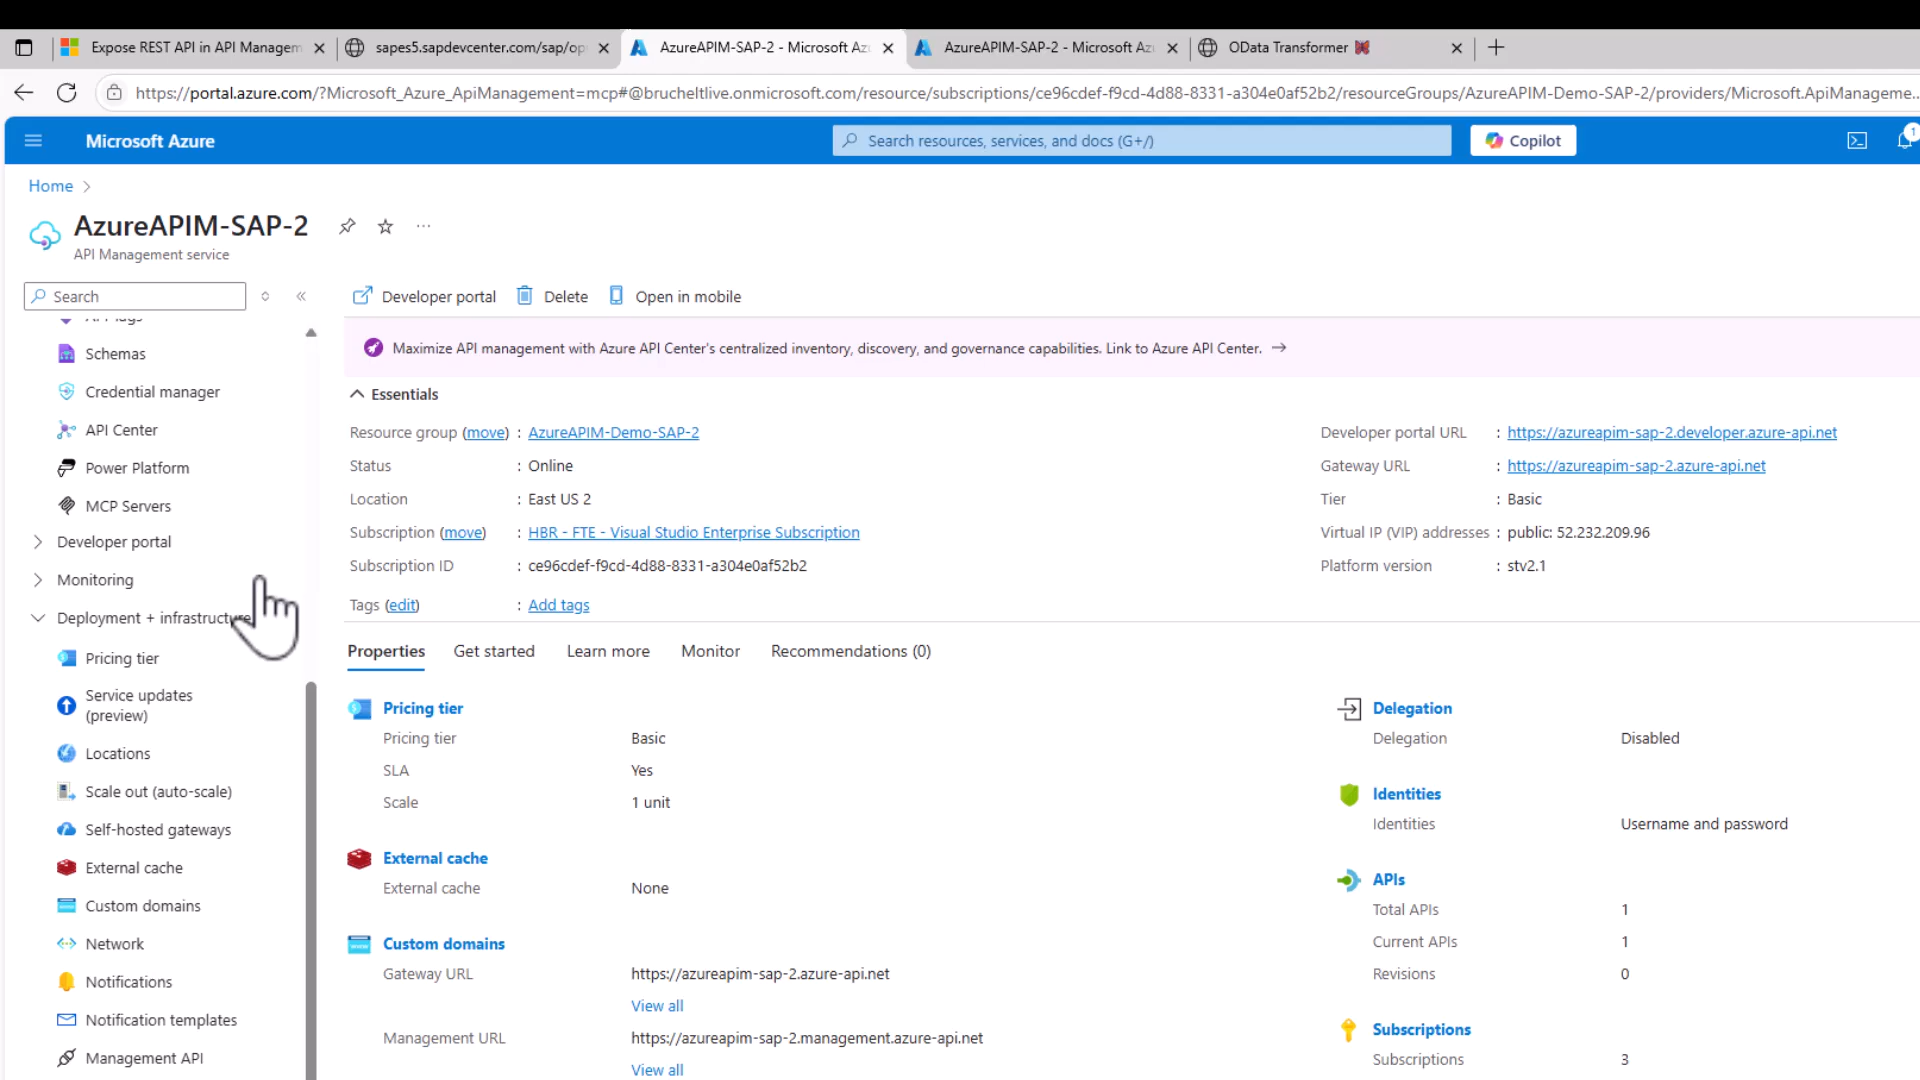 Expose REST API in API Managem
sapes5.sapdevcenter.com/sap/op
AzureAPIM-SAP-2 - Microsoft Az
AzureAPIM-SAP-2 - Microsoft Az
OData Transformer
https://portal.azure.com/?Microsoft_Azure_ApiManagement=mcp#@brucheltlive.onmicrosoft.com/resource/subscriptions/ce96cdef-f9cd-4d88-8331-a304e0af52b2/resourceGroups/AzureAPIM-Demo-SAP-2/providers/Microsoft.ApiManageme...
Microsoft Azure
Search resources, services, and docs (G+/)
Copilot
1
Home
AzureAPIM-SAP-2
API Management service
Search
Schemas
Credential manager
API Center
Power Platform
MCP Servers
Developer portal
Monitoring
Deployment + infrastructure
Pricing tier
Service updates
(preview)
Locations
Scale out (auto-scale)
Self-hosted gateways
External cache
Custom domains
Network
Notifications
Notification templates
Management API
Developer portal
Delete
Open in mobile
Maximize API management with Azure API Center's centralized inventory, discovery, and governance capabilities. Link to Azure API Center.
Essentials
Resource group (move) : AzureAPIM-Demo-SAP-2
Status : Online
Location : East US 2
Subscription (move) : HBR - FTE - Visual Studio Enterprise Subscription
Subscription ID : ce96cdef-f9cd-4d88-8331-a304e0af52b2
Tags (edit) : Add tags
Developer portal URL : https://azureapim-sap-2.developer.azure-api.net
Gateway URL : https://azureapim-sap-2.azure-api.net
Tier : Basic
Virtual IP (VIP) addresses : public: 52.232.209.96
Platform version : stv2.1
Properties
Get started
Learn more
Monitor
Recommendations (0)
Pricing tier
Pricing tier Basic
SLA Yes
Scale 1 unit
External cache
External cache None
Custom domains
Gateway URL https://azureapim-sap-2.azure-api.net
View all
Management URL https://azureapim-sap-2.management.azure-api.net
View all
Delegation
Delegation Disabled
Identities
Identities Username and password
APIs
Total APIs 1
Current APIs 1
Revisions 0
Subscriptions
Subscriptions 3